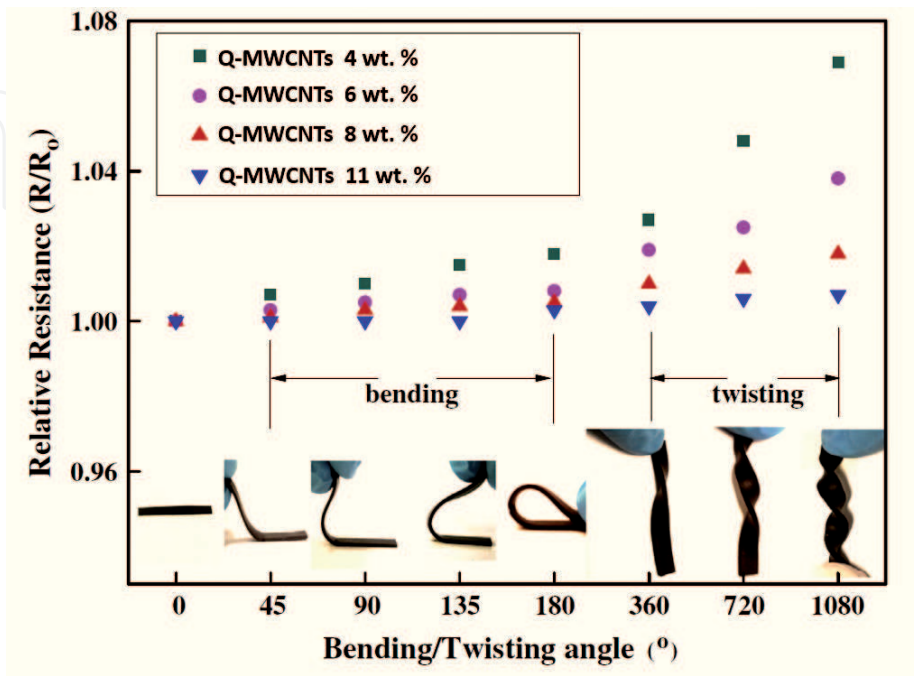 1.08
1.04
1.00
0.96
Relative Resistance (R/Ro)
Q-MWCNTs 4 wt. %
Q-MWCNTs 6 wt. %
Q-MWCNTs 8 wt. %
Q-MWCNTs 11 wt. %
bending
twisting
0 45 90 135 180 360 720 1080
Bending/Twisting angle (o)